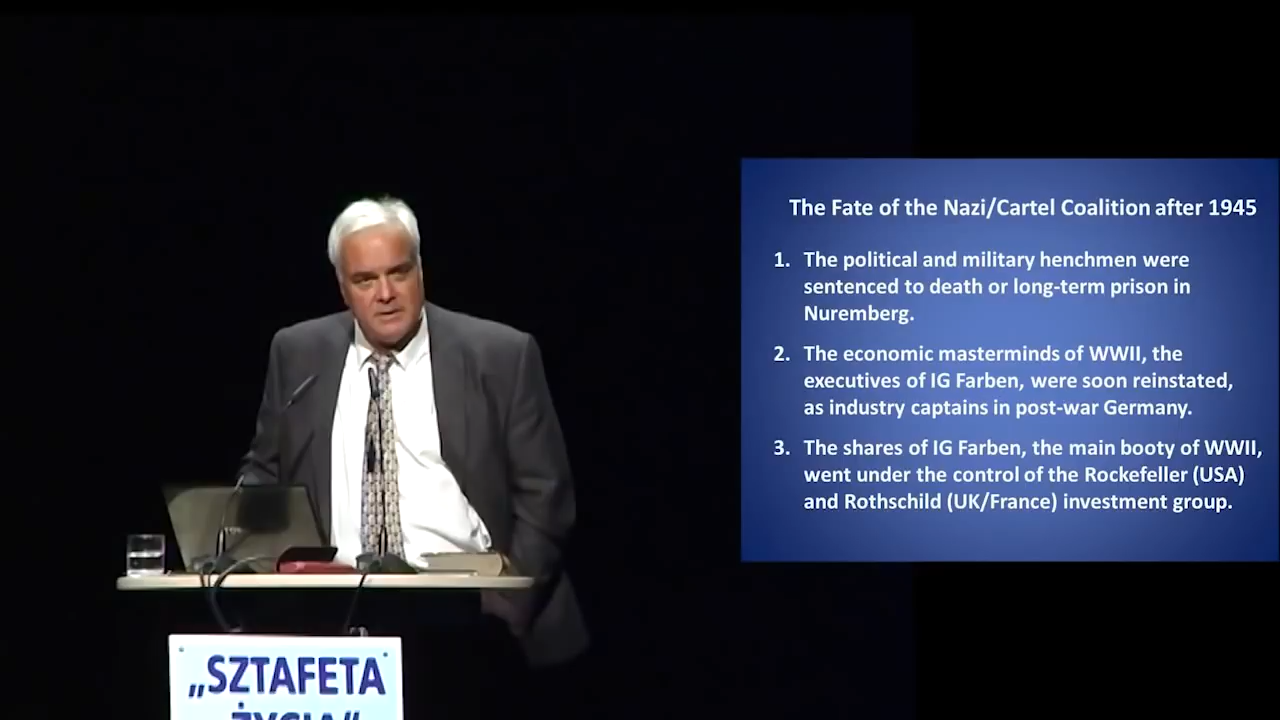 The Fate of the Nazi/Cartel Coalition after 1945
1. The political and military henchmen were
sentenced to death or long-term prison in
Nuremberg.
2. The economic masterminds of WWII, the
executives of IG Farben, were soon reinstated,
as industry captains in post-war Germany.
3. The shares of IG Farben, the main booty of WWII,
went under the control of the Rockefeller (USA)
and Rothschild (UK/France) investment group.
„SZTAFETA
ŻYCIA”